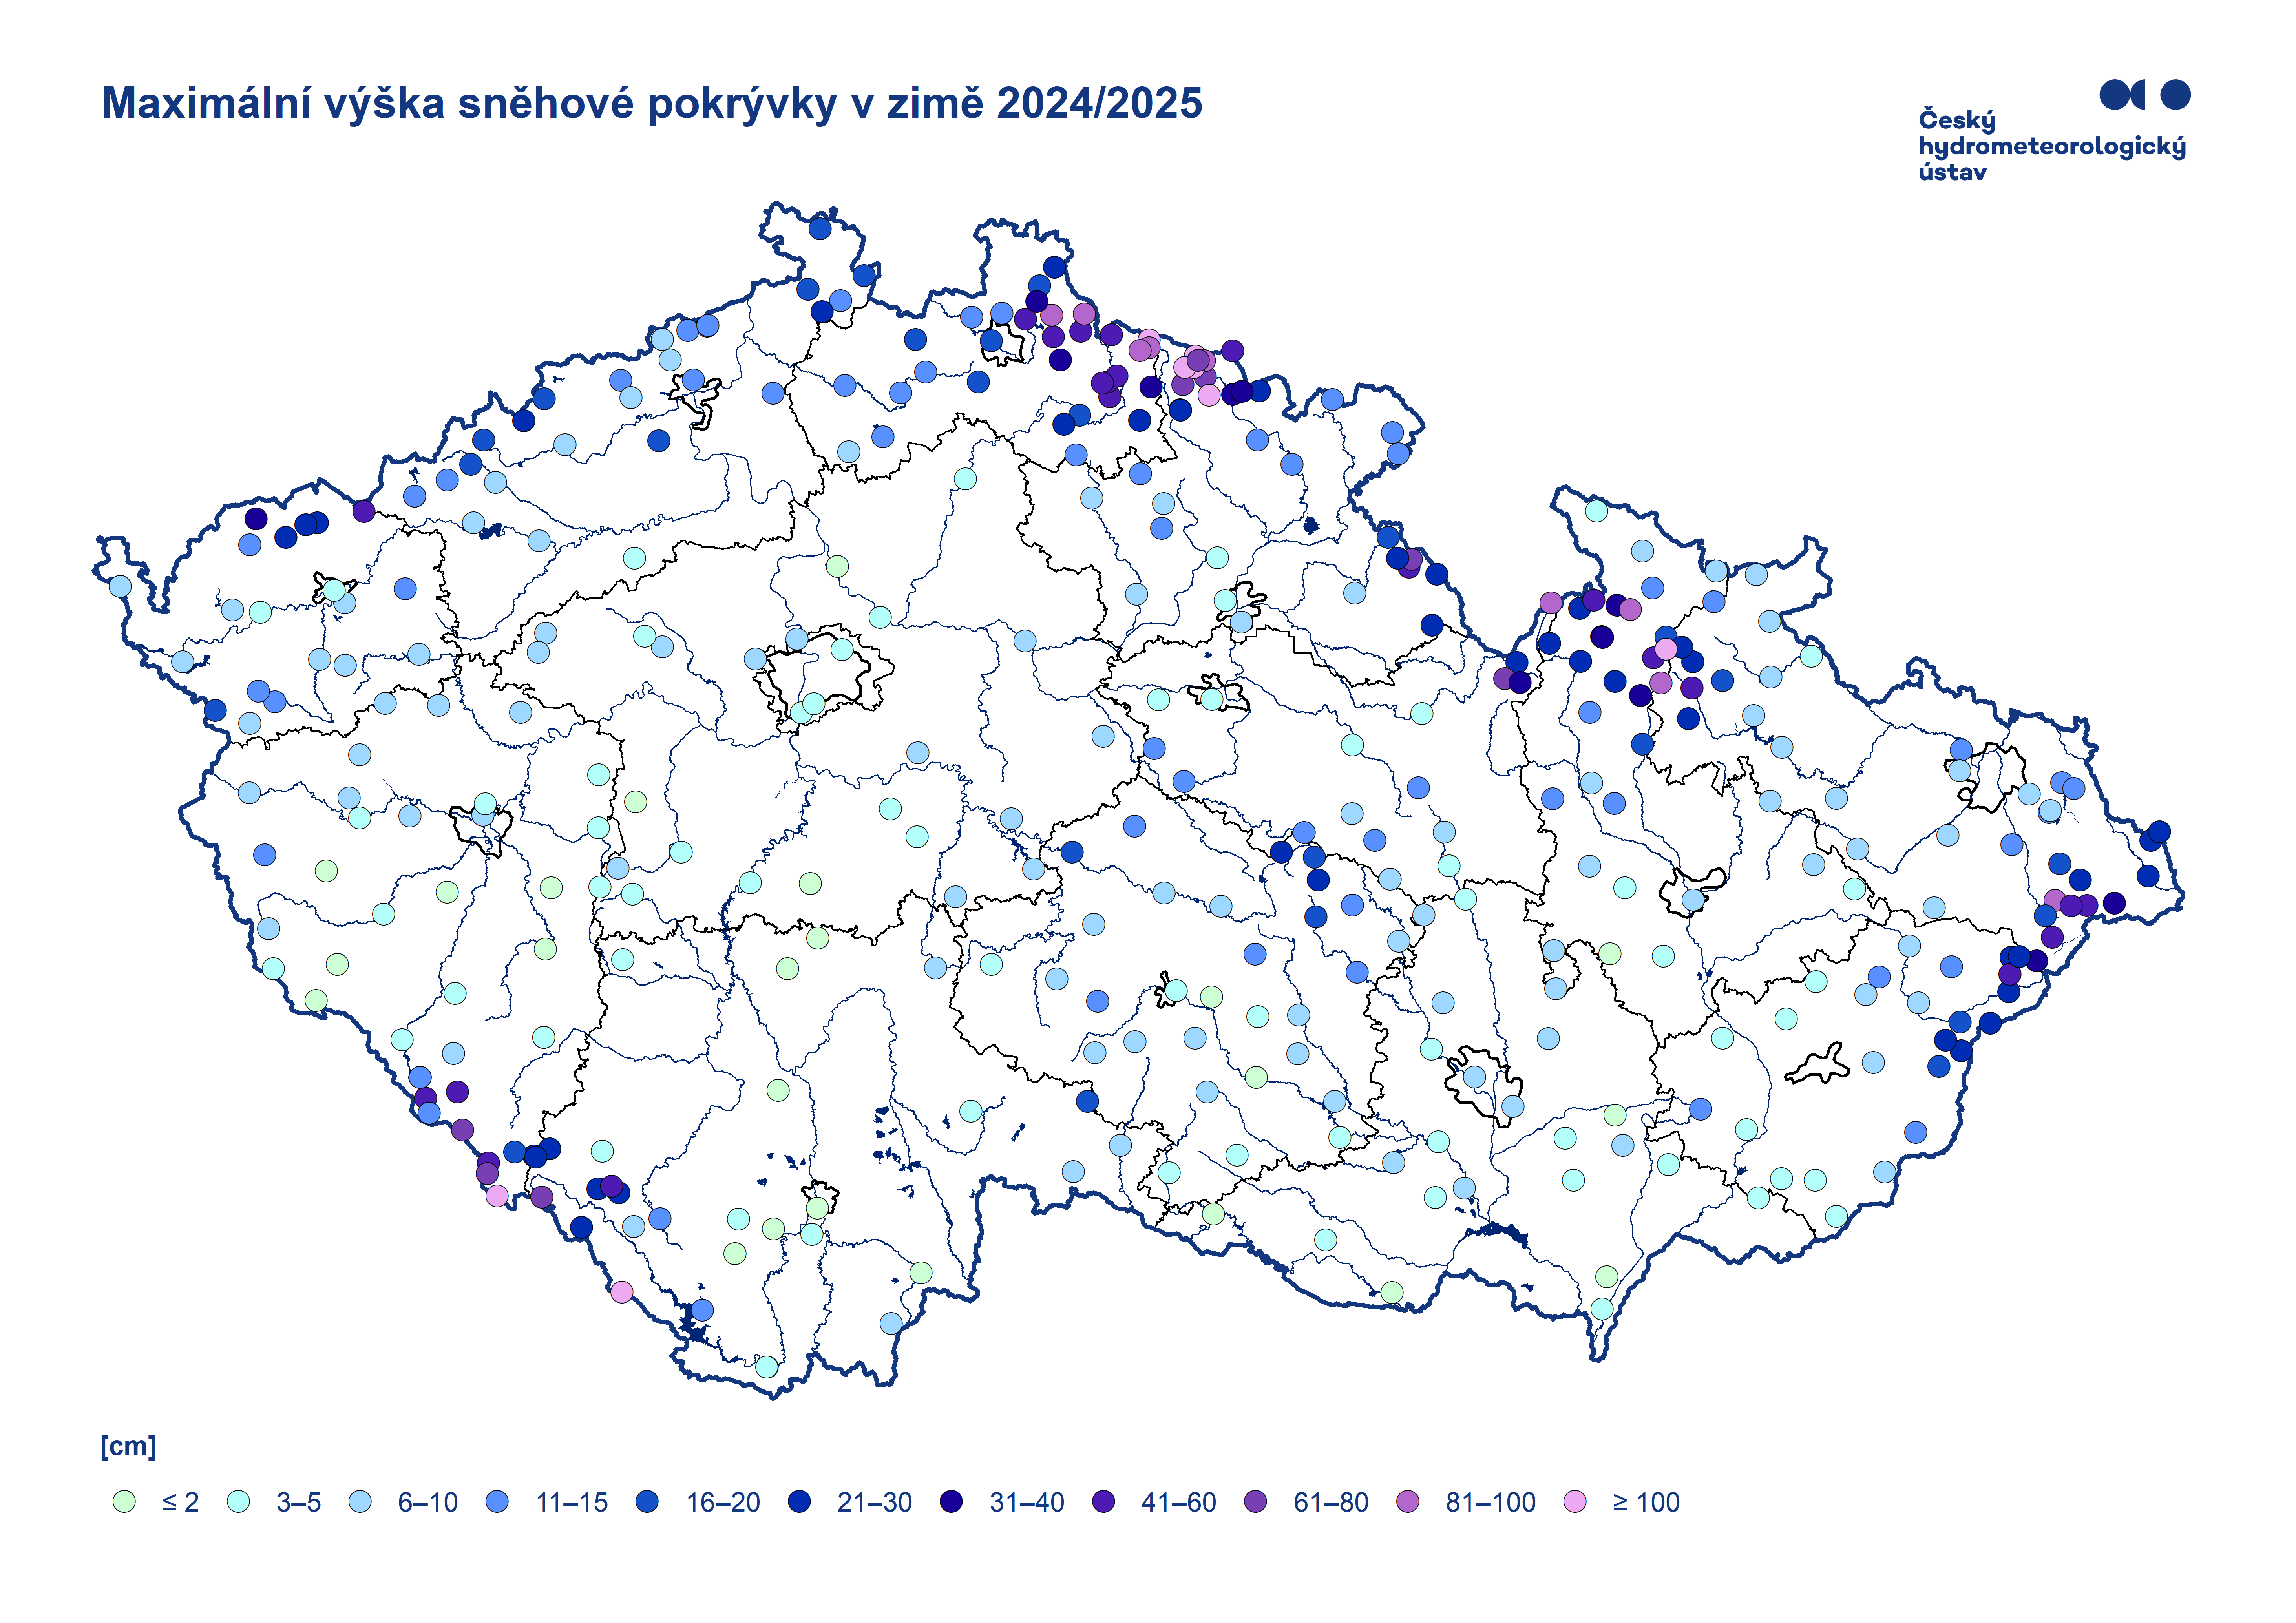 Maximální výška sněhové pokrývky v zimě 2024/2025
Český
hydrometeorologický
ústav
[cm]
≤ 2 3–5 6–10 11–15 16–20 21–30 31–40 41–60 61–80 81–100 ≥ 100